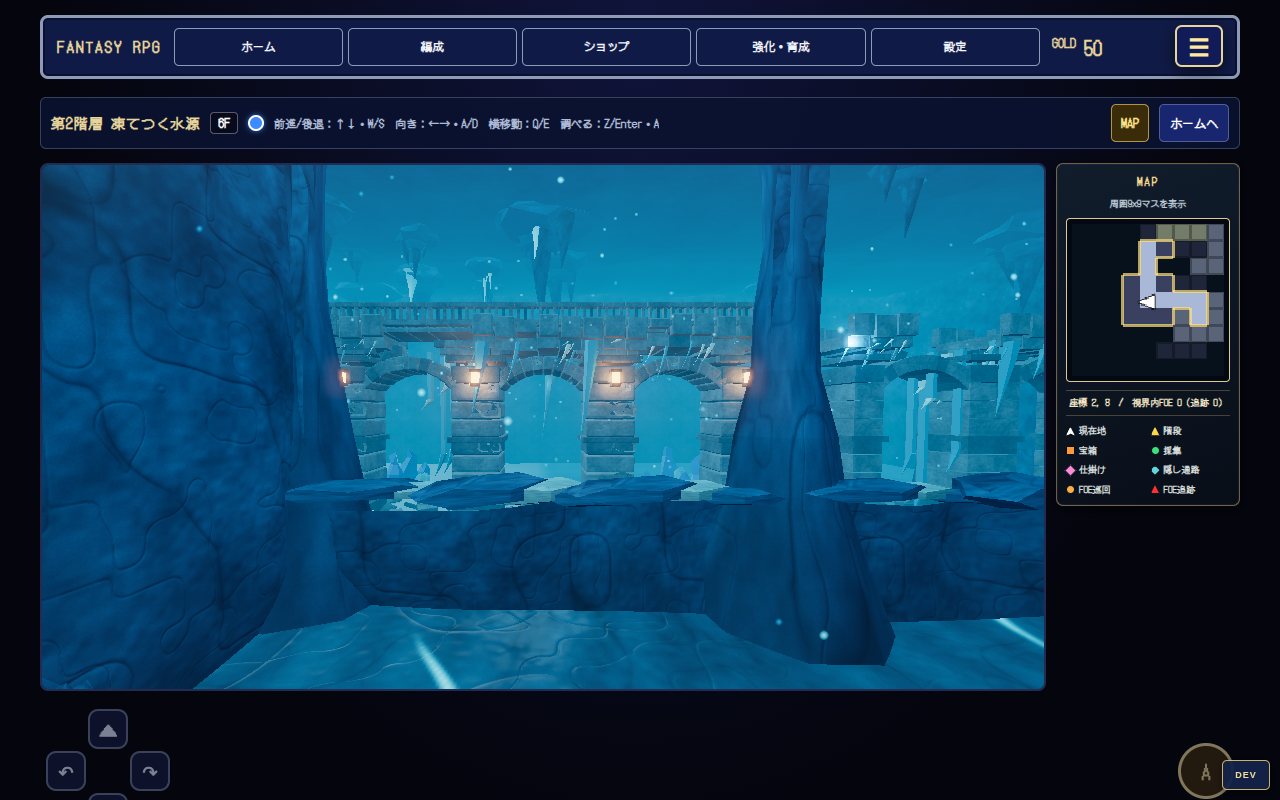 FANTASY RPG
ホーム
編成
ショップ
強化・育成
設定
GOLD 50
第2階層 凍てつく水源
6F
前進/後退：↑↓・W/S 向き：←→・A/D 横移動：Q/E 調べる：Z/Enter・A
MAP
ホームへ
MAP
周囲9x9マスを表示
座標 2, 8 / 視界内FOE 0 (追跡 0)
現在地
階段
宝箱
採集
仕掛け
隠し通路
FOE巡回
FOE追跡
A
DEV